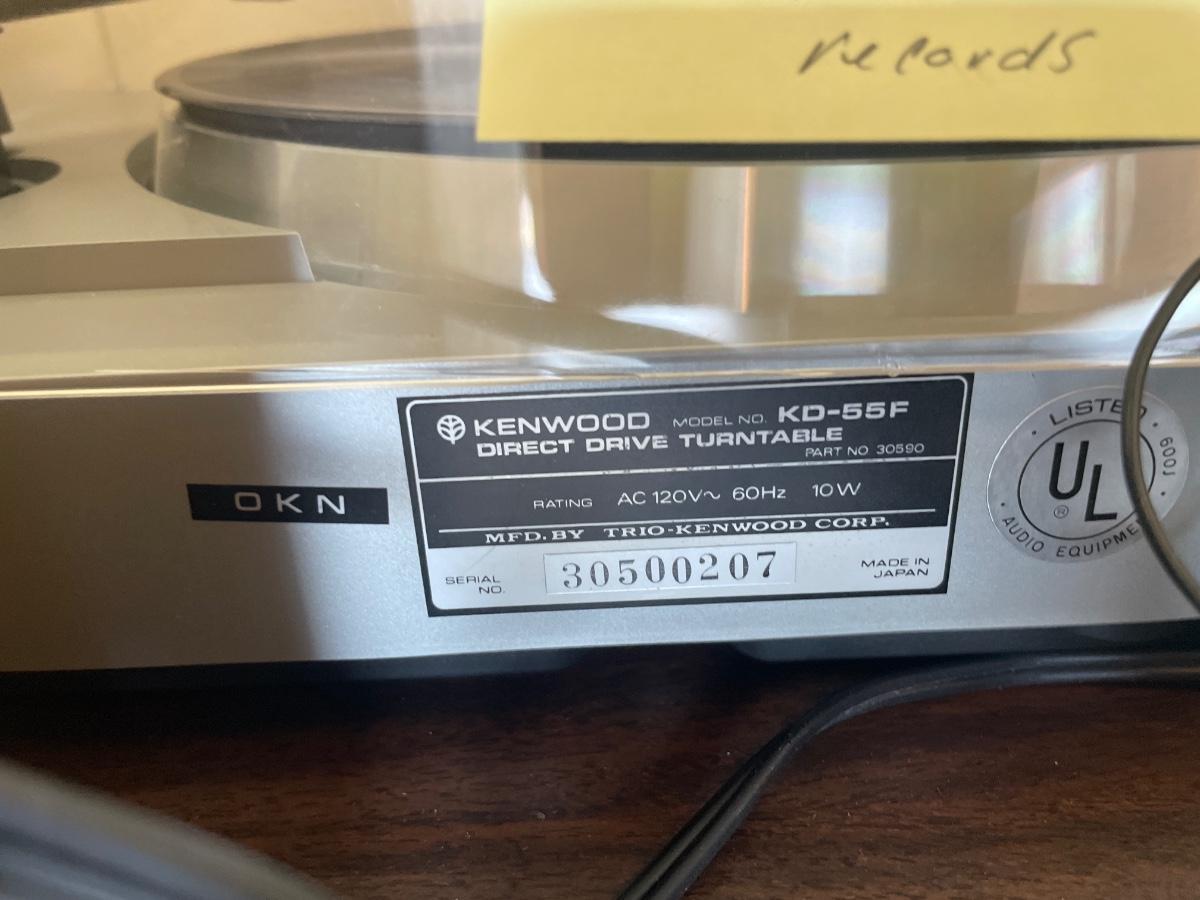 records
KENWOOD MODEL NO. KD-55F
DIRECT DRIVE TURNTABLE
PART NO 30590
RATING AC 120V~ 60Hz 10W
MFD. BY TRIO-KENWOOD CORP.
SERIAL NO. 30500207 MADE IN JAPAN
OKN
LISTED 600J
UL ®
AUDIO